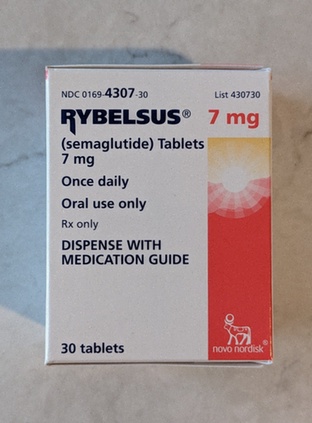 NDC 0169-4307-30 List 430730
RYBELSUS® 7 mg
(semaglutide) Tablets
7 mg
Once daily
Oral use only
Rx only
DISPENSE WITH
MEDICATION GUIDE
30 tablets
novo nordisk®